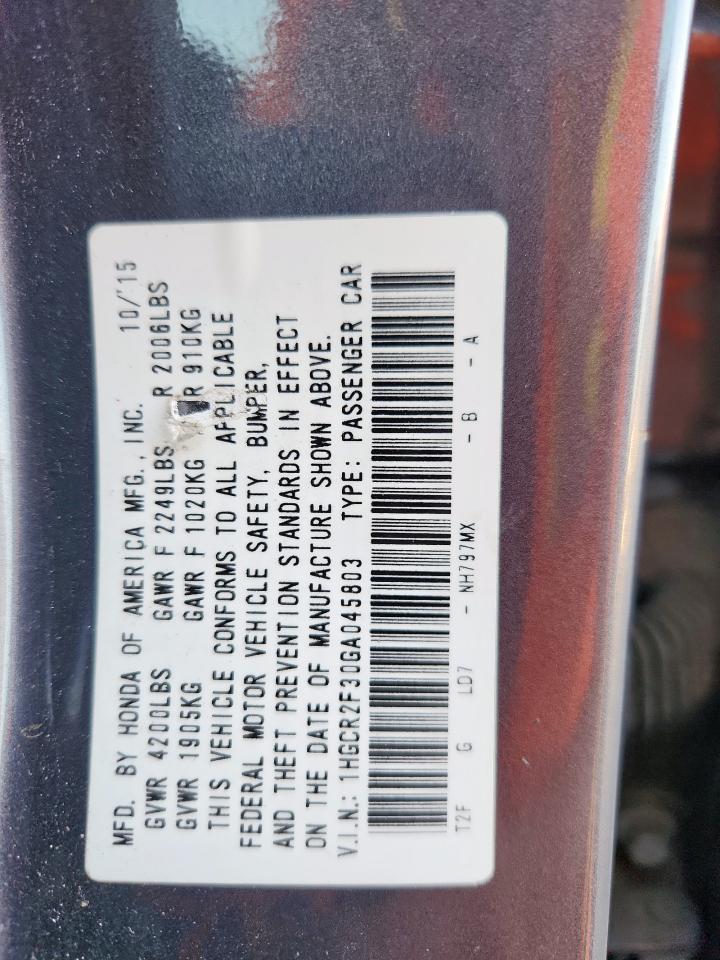 MFD. BY HONDA OF AMERICA MFG., INC. 10/'15
GVWR 4200LBS GAWR F 2249LBS R 2006LBS
GVWR 1905KG GAWR F 1020KG R 910KG
THIS VEHICLE CONFORMS TO ALL APPLICABLE
FEDERAL MOTOR VEHICLE SAFETY, BUMPER,
AND THEFT PREVENTION STANDARDS IN EFFECT
ON THE DATE OF MANUFACTURE SHOWN ABOVE.
V.I.N.: 1HGCR2F30GA045803 TYPE: PASSENGER CAR
T2F G LD7 - NH797MX - B - A